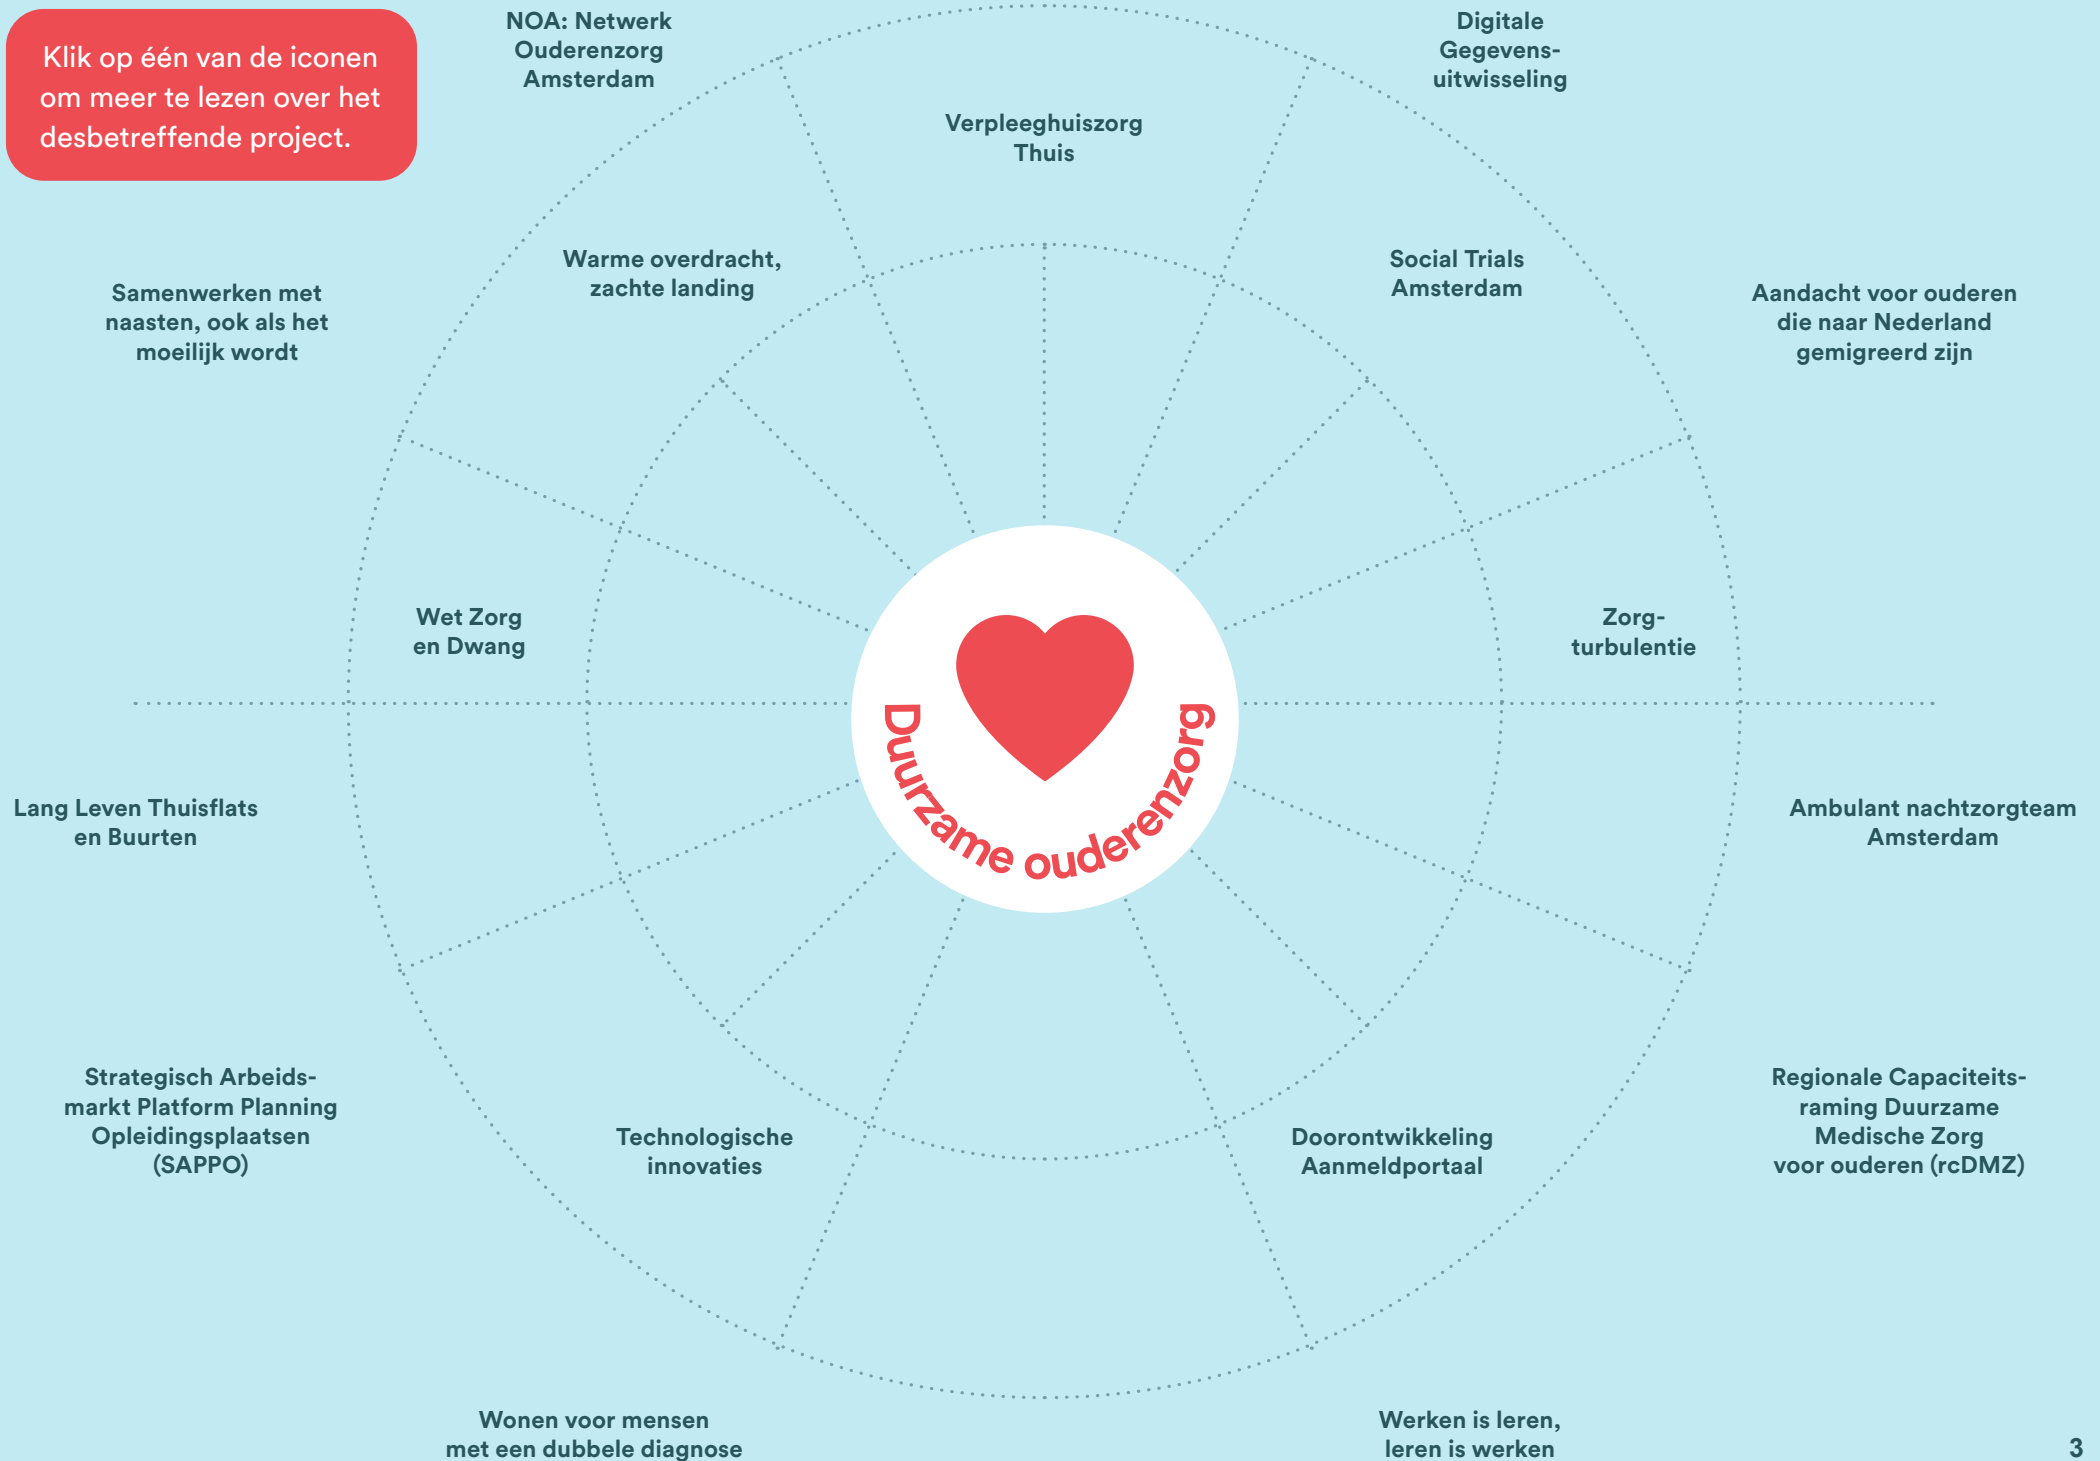 Klik op één van de iconen
om meer te lezen over het
desbetreffende project.
NOA: Netwerk
Ouderenzorg
Amsterdam
Digitale
Gegevens-
uitwisseling
Verpleeghuiszorg
Thuis
Warme overdracht,
zachte landing
Social Trials
Amsterdam
Samenwerken met
naasten, ook als het
moeilijk wordt
Aandacht voor ouderen
die naar Nederland
gemigreerd zijn
Wet Zorg
en Dwang
Zorg-
turbulentie
Duurzame ouderenzorg
Lang Leven Thuisflats
en Buurten
Ambulant nachtzorgteam
Amsterdam
Strategisch Arbeids-
markt Platform Planning
Opleidingsplaatsen
(SAPPO)
Technologische
innovaties
Doorontwikkeling
Aanmeldportaal
Regionale Capaciteits-
raming Duurzame
Medische Zorg
voor ouderen (rcDMZ)
Wonen voor mensen
met een dubbele diagnose
Werken is leren,
leren is werken
3